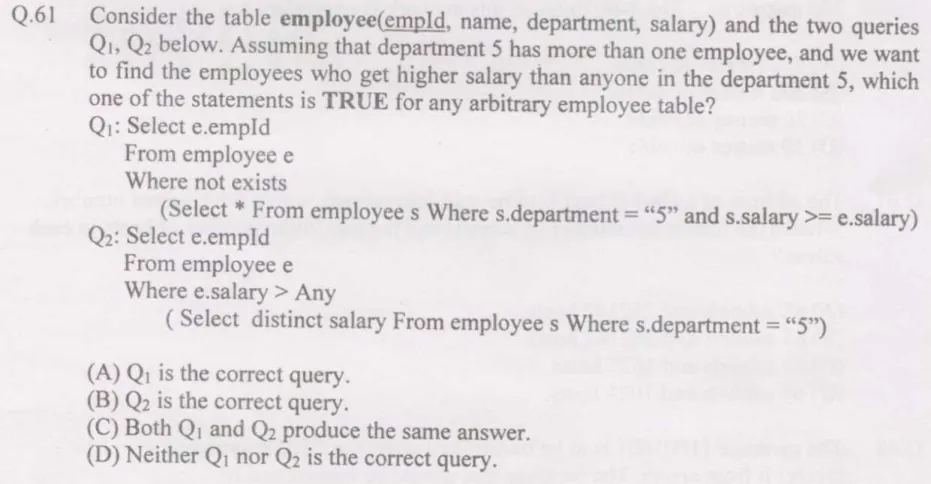 Q.61 Consider the table employee(empId, name, department, salary) and the two queries
Q1, Q2 below. Assuming that department 5 has more than one employee, and we want
to find the employees who get higher salary than anyone in the department 5, which
one of the statements is TRUE for any arbitrary employee table?
Q1: Select e.empId
From employee e
Where not exists
(Select * From employee s Where s.department = “5” and s.salary >= e.salary)
Q2: Select e.empId
From employee e
Where e.salary > Any
( Select distinct salary From employee s Where s.department = “5”)
(A) Q1 is the correct query.
(B) Q2 is the correct query.
(C) Both Q1 and Q2 produce the same answer.
(D) Neither Q1 nor Q2 is the correct query.